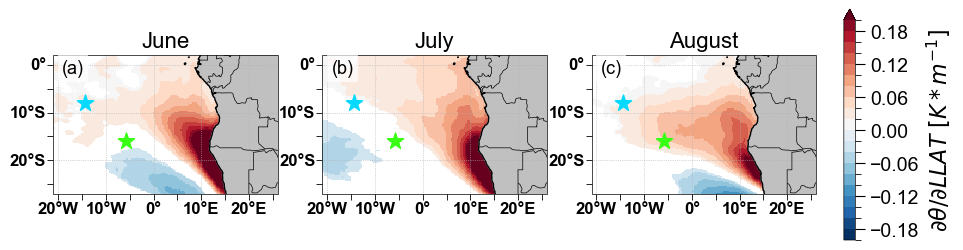 June
July
August
(a)
(b)
(c)
0°
10°S
20°S
20°W 10°W 0° 10°E 20°E
0°
10°S
20°S
20°W 10°W 0° 10°E 20°E
0°
10°S
20°S
20°W 10°W 0° 10°E 20°E
0.18
0.12
0.06
0.00
−0.06
−0.12
−0.18
∂θ/∂LLAT [K * m⁻¹]